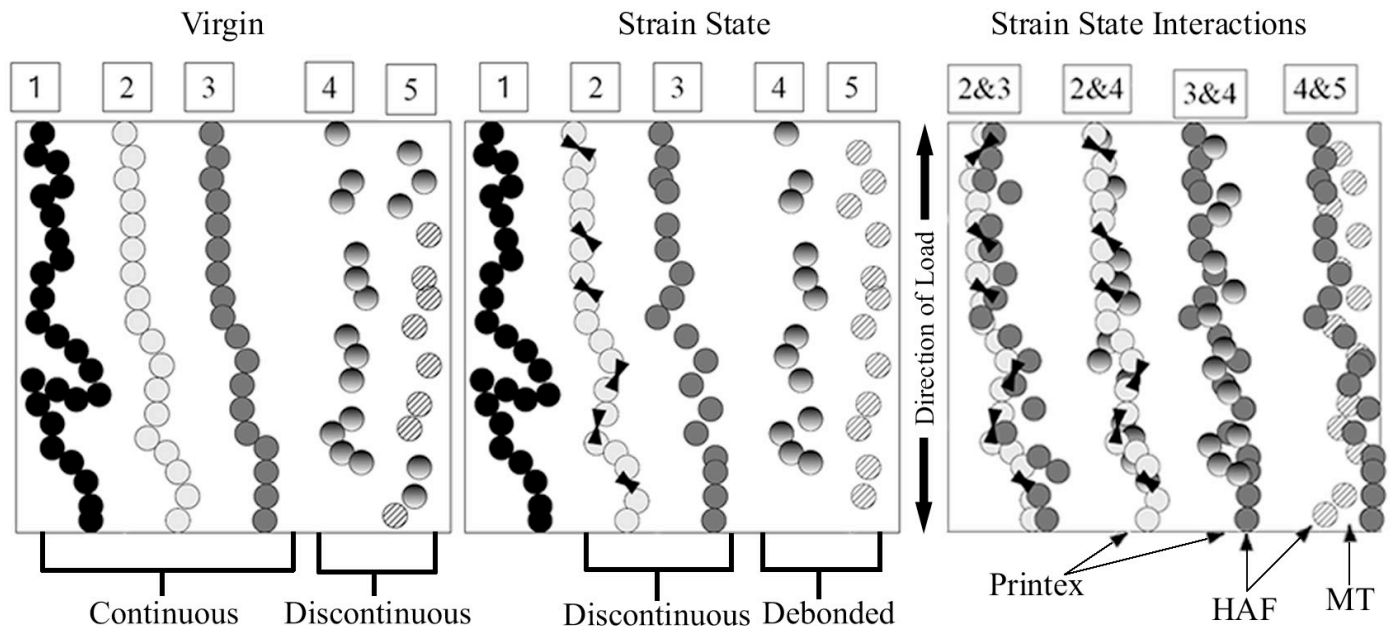 Virgin
Strain State
Strain State Interactions
1
2
3
4
5
1
2
3
4
5
2&3
2&4
3&4
4&5
Direction of Load
Continuous
Discontinuous
Discontinuous
Debonded
Printex
HAF
MT